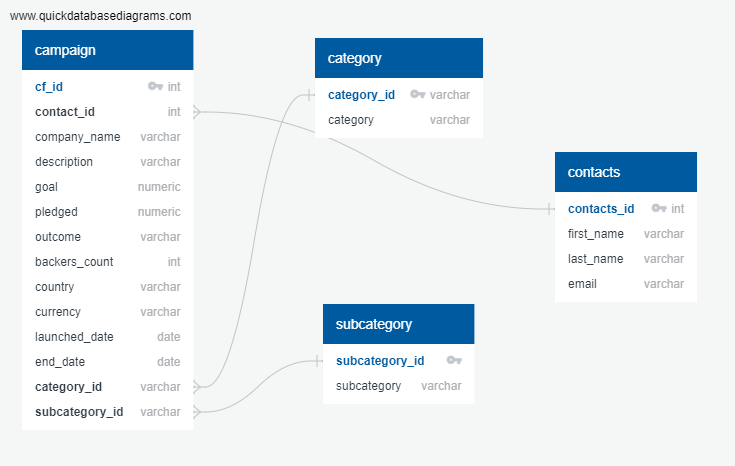 www.quickdatabasediagrams.com
campaign
cf_id int
contact_id int
company_name varchar
description varchar
goal numeric
pledged numeric
outcome varchar
backers_count int
country varchar
currency varchar
launched_date date
end_date date
category_id varchar
subcategory_id varchar
category
category_id varchar
category varchar
contacts
contacts_id int
first_name varchar
last_name varchar
email varchar
subcategory
subcategory_id
subcategory varchar